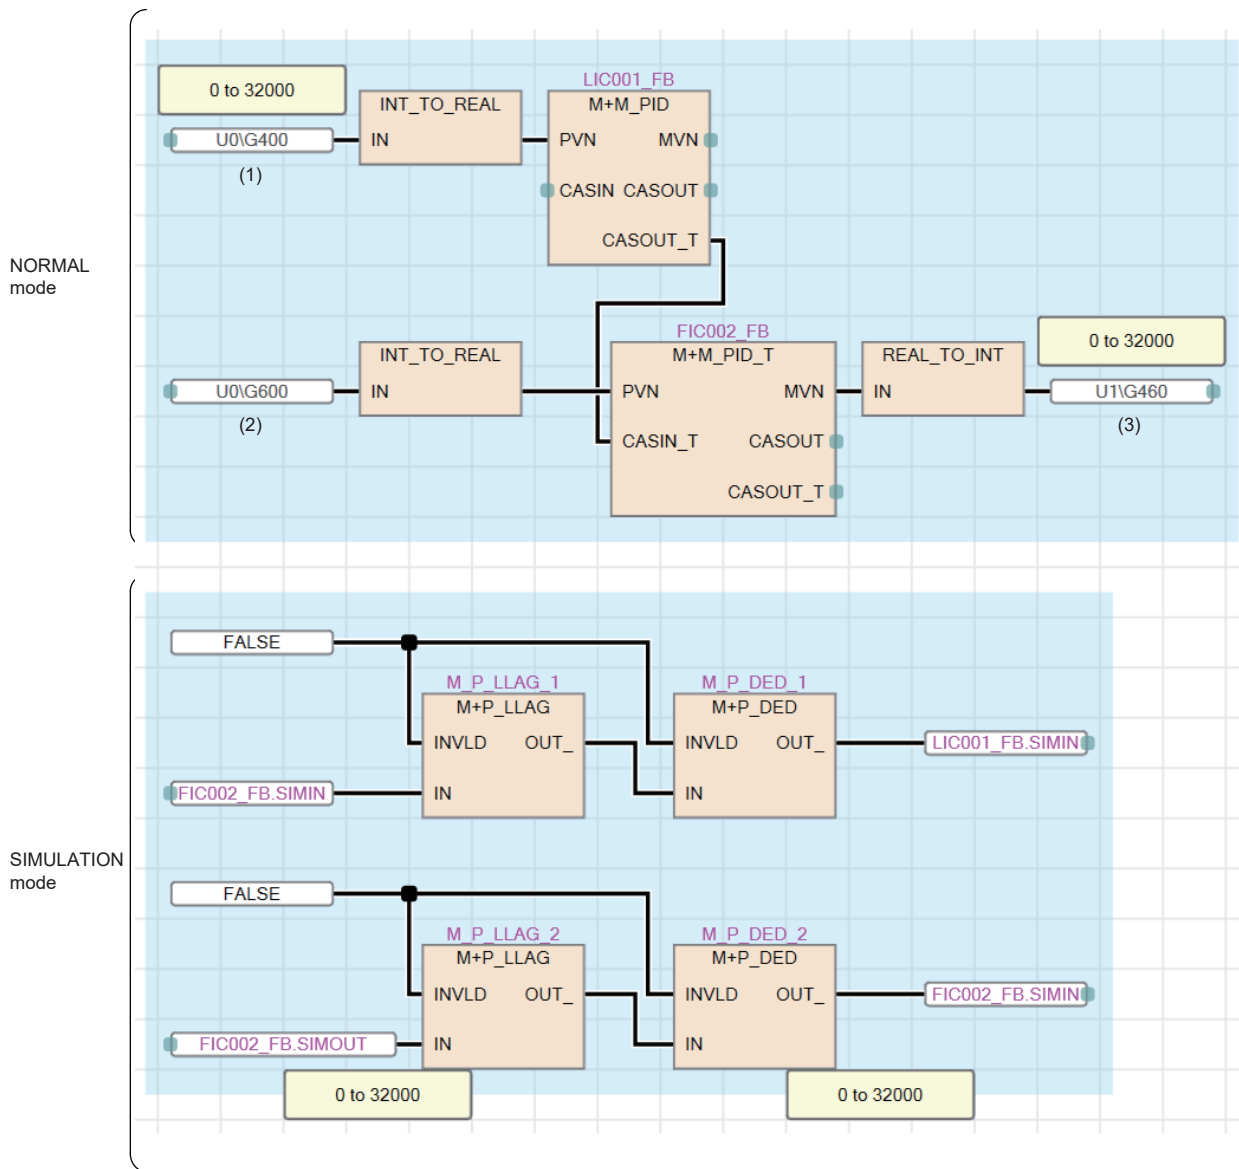 NORMAL
mode
0 to 32000
U0\G400
(1)
INT_TO_REAL
IN
LIC001_FB
M+M_PID
PVN MVN
CASIN CASOUT
CASOUT_T
U0\G600
(2)
INT_TO_REAL
IN
FIC002_FB
M+M_PID_T
PVN MVN
CASIN_T CASOUT
CASOUT_T
REAL_TO_INT
IN
0 to 32000
U1\G460
(3)
SIMULATION
mode
FALSE
FIC002_FB.SIMIN
M_P_LLAG_1
M+P_LLAG
INVLD OUT_
IN
M_P_DED_1
M+P_DED
INVLD OUT_
IN
LIC001_FB.SIMIN
FALSE
FIC002_FB.SIMOUT
M_P_LLAG_2
M+P_LLAG
INVLD OUT_
IN
M_P_DED_2
M+P_DED
INVLD OUT_
IN
FIC002_FB.SIMIN
0 to 32000
0 to 32000